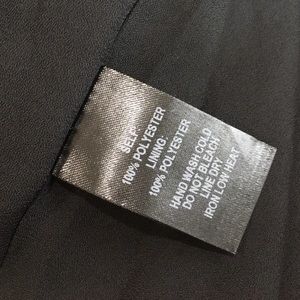 SELF:
100% POLYESTER
LINING:
100% POLYESTER
HAND WASH COLD
DO NOT BLEACH
LINE DRY
IRON LOW HEAT